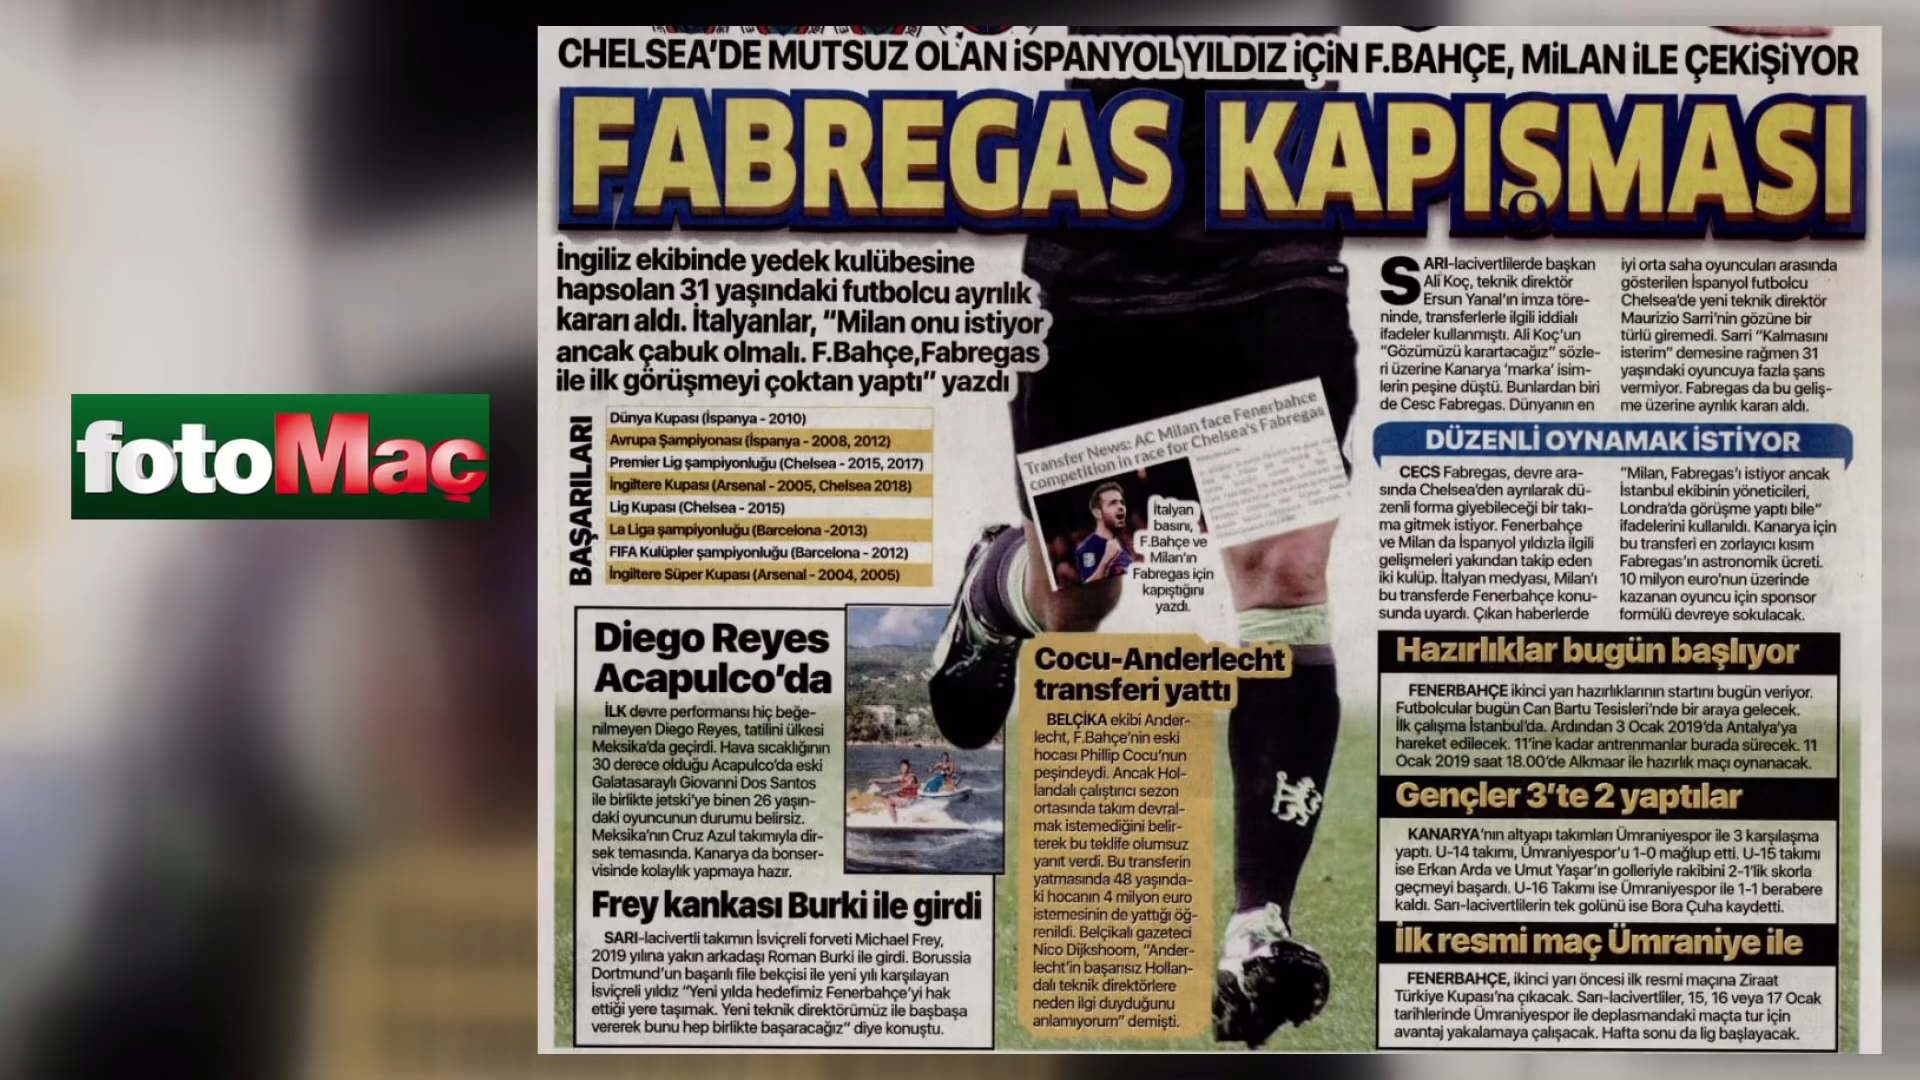 fotoMaç
CHELSEA'DE MUTSUZ OLAN İSPANYOL YILDIZ İÇİN F.BAHÇE, MİLAN İLE ÇEKİŞİYOR
FABREGAS KAPIŞMASI
İngiliz ekibinde yedek kulübesine
hapsolan 31 yaşındaki futbolcu ayrılık
kararı aldı. İtalyanlar, “Milan onu istiyor
ancak çabuk olmalı. F.Bahçe,Fabregas
ile ilk görüşmeyi çoktan yaptı” yazdı
BAŞARILARI
Dünya Kupası (İspanya - 2010)
Avrupa Şampiyonası (İspanya - 2008, 2012)
Premier Lig şampiyonluğu (Chelsea - 2015, 2017)
İngiltere Kupası (Arsenal - 2005, Chelsea 2018)
Lig Kupası (Chelsea - 2015)
La Liga şampiyonluğu (Barcelona -2013)
FIFA Kulüpler şampiyonluğu (Barcelona - 2012)
İngiltere Süper Kupası (Arsenal - 2004, 2005)
Transfer News: AC Milan face Fenerbahce
competition in race for Chelsea's Fabregas
İtalyan
basını,
F.Bahçe ve
Milan'ın
Fabregas için
kapıştığını
yazdı.
SARI-lacivertlilerde başkan
Ali Koç, teknik direktör
Ersun Yanal'ın imza töre-
ninde, transferlerle ilgili iddialı
ifadeler kullanmıştı. Ali Koç'un
“Gözümüzü karartacağız” sözle-
ri üzerine Kanarya 'marka' isim-
lerin peşine düştü. Bunlardan biri
de Cesc Fabregas. Dünyanın en
iyi orta saha oyuncuları arasında
gösterilen İspanyol futbolcu
Chelsea'de yeni teknik direktör
Maurizio Sarri'nin gözüne bir
türlü giremedi. Sarri “Kalmasını
isterim” demesine rağmen 31
yaşındaki oyuncuya fazla şans
vermiyor. Fabregas da bu geliş-
me üzerine ayrılık kararı aldı.
DÜZENLİ OYNAMAK İSTİYOR
CECS Fabregas, devre ara-
sında Chelsea'den ayrılarak dü-
zenli forma giyebileceği bir takı-
ma gitmek istiyor. Fenerbahçe
ve Milan da İspanyol yıldızla ilgili
gelişmeleri yakından takip eden
iki kulüp. İtalyan medyası, Milan'ı
bu transferde Fenerbahçe konu-
sunda uyardı. Çıkan haberlerde
“Milan, Fabregas'ı istiyor ancak
İstanbul ekibinin yöneticileri,
Londra'da görüşme yaptı bile”
ifadelerini kullanıldı. Kanarya için
bu transferi en zorlayıcı kısım
Fabregas'ın astronomik ücreti.
10 milyon euro'nun üzerinde
kazanan oyuncu için sponsor
formülü devreye sokulacak.
Diego Reyes
Acapulco'da
İLK devre performansı hiç beğe-
nilmeyen Diego Reyes, tatilini ülkesi
Meksika'da geçirdi. Hava sıcaklığının
30 derece olduğu Acapulco'da eski
Galatasaraylı Giovanni Dos Santos
ile birlikte jetski'ye binen 26 yaşın-
daki oyuncunun durumu belirsiz.
Meksika'nın Cruz Azul takımıyla dir-
sek temasında. Kanarya da bonser-
visinde kolaylık yapmaya hazır.
Frey kankası Burki ile girdi
SARI-lacivertli takımın İsviçreli forveti Michael Frey,
2019 yılına yakın arkadaşı Roman Burki ile girdi. Borussia
Dortmund'un başarılı file bekçisi ile yeni yılı karşılayan
İsviçreli yıldız “Yeni yılda hedefimiz Fenerbahçe'yi hak
ettiği yere taşımak. Yeni teknik direktörümüz ile başbaşa
vererek bunu hep birlikte başaracağız” diye konuştu.
Cocu-Anderlecht
transferi yattı
BELÇİKA ekibi Ander-
lecht, F.Bahçe'nin eski
hocası Phillip Cocu'nun
peşindeydi. Ancak Hol-
landalı çalıştırıcı sezon
ortasında takım devral-
mak istemediğini belir-
terek bu teklife olumsuz
yanıt verdi. Bu transferin
yatmasında 48 yaşında-
ki hocanın 4 milyon euro
istemesinin de yattığı öğ-
renildi. Belçikalı gazeteci
Nico Dijkshoom, “Ander-
lecht'in başarısız Hollan-
dalı teknik direktörlere
neden ilgi duyduğunu
anlamıyorum” demişti.
Hazırlıklar bugün başlıyor
FENERBAHÇE ikinci yarı hazırlıklarının startını bugün veriyor.
Futbolcular bugün Can Bartu Tesisleri'nde bir araya gelecek.
İlk çalışma İstanbul'da. Ardından 3 Ocak 2019'da Antalya'ya
hareket edilecek. 11'ine kadar antrenmanlar burada sürecek. 11
Ocak 2019 saat 18.00'de Alkmaar ile hazırlık maçı oynanacak.
Gençler 3'te 2 yaptılar
KANARYA'nın altyapı takımları Ümraniyespor ile 3 karşılaşma
yaptı. U-14 takımı, Ümraniyespor'u 1-0 mağlup etti. U-15 takımı
ise Erkan Arda ve Umut Yaşar'ın golleriyle rakibini 2-1'lik skorla
geçmeyi başardı. U-16 Takımı ise Ümraniyespor ile 1-1 berabere
kaldı. Sarı-lacivertlilerin tek golünü ise Bora Çuha kaydetti.
İlk resmi maç Ümraniye ile
FENERBAHÇE, ikinci yarı öncesi ilk resmi maçına Ziraat
Türkiye Kupası'na çıkacak. Sarı-lacivertliler, 15, 16 veya 17 Ocak
tarihlerinde Ümraniyespor ile deplasmandaki maçta tur için
avantaj yakalamaya çalışacak. Hafta sonu da lig başlayacak.